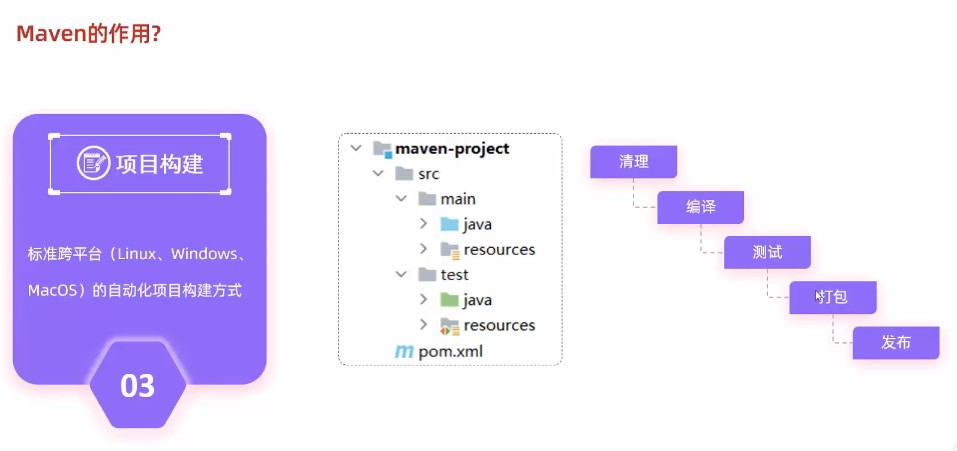 Maven的作用?
项目构建
标准跨平台（Linux、Windows、
MacOS）的自动化项目构建方式
03
maven-project
src
main
java
resources
test
java
resources
pom.xml
清理
编译
测试
打包
发布